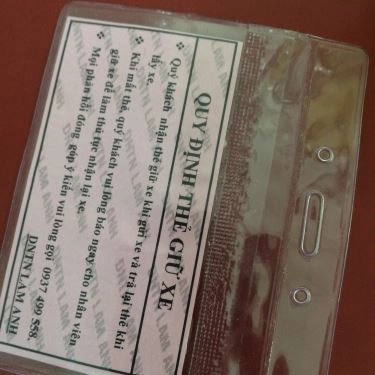 QUY ĐỊNH THẺ GIỮ XE
❖ Quý khách nhận thẻ giữ xe khi gửi xe và trả lại thẻ khi
lấy xe.
❖ Khi mất thẻ, quý khách vui lòng báo ngay cho nhân viên
giữ xe để làm thủ tục nhận lại xe.
❖ Mọi phản hồi đóng góp ý kiến vui lòng gọi 0937 499 558
DNTN LAM ANH